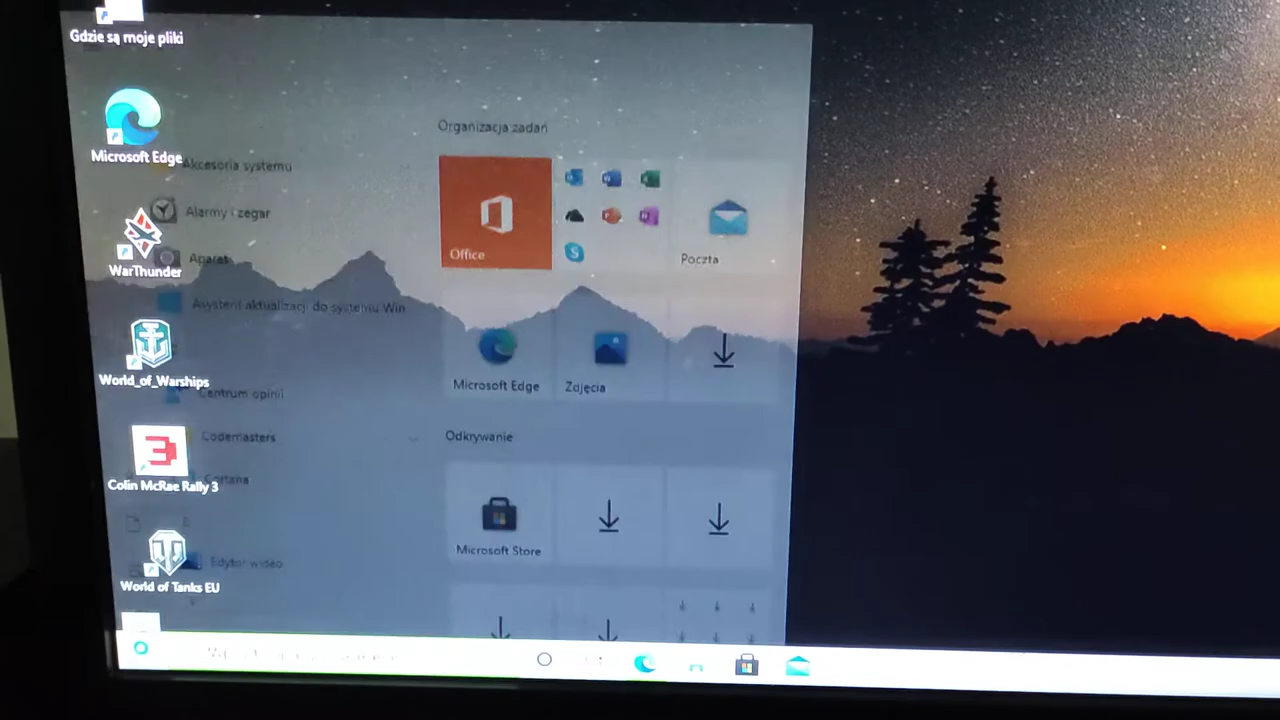 Gdzie są moje pliki
Microsoft Edge
WarThunder
World_of_Warships
Colin McRae Rally 3
World of Tanks EU
Akcesoria systemu
Alarmy i zegar
Aparat
Asystent aktualizacji do systemu Win
Centrum opinii
Codemasters
Cortana
E
Edytor wideo
Organizacja zadań
Office
Poczta
Microsoft Edge
Zdjęcia
Odkrywanie
Microsoft Store